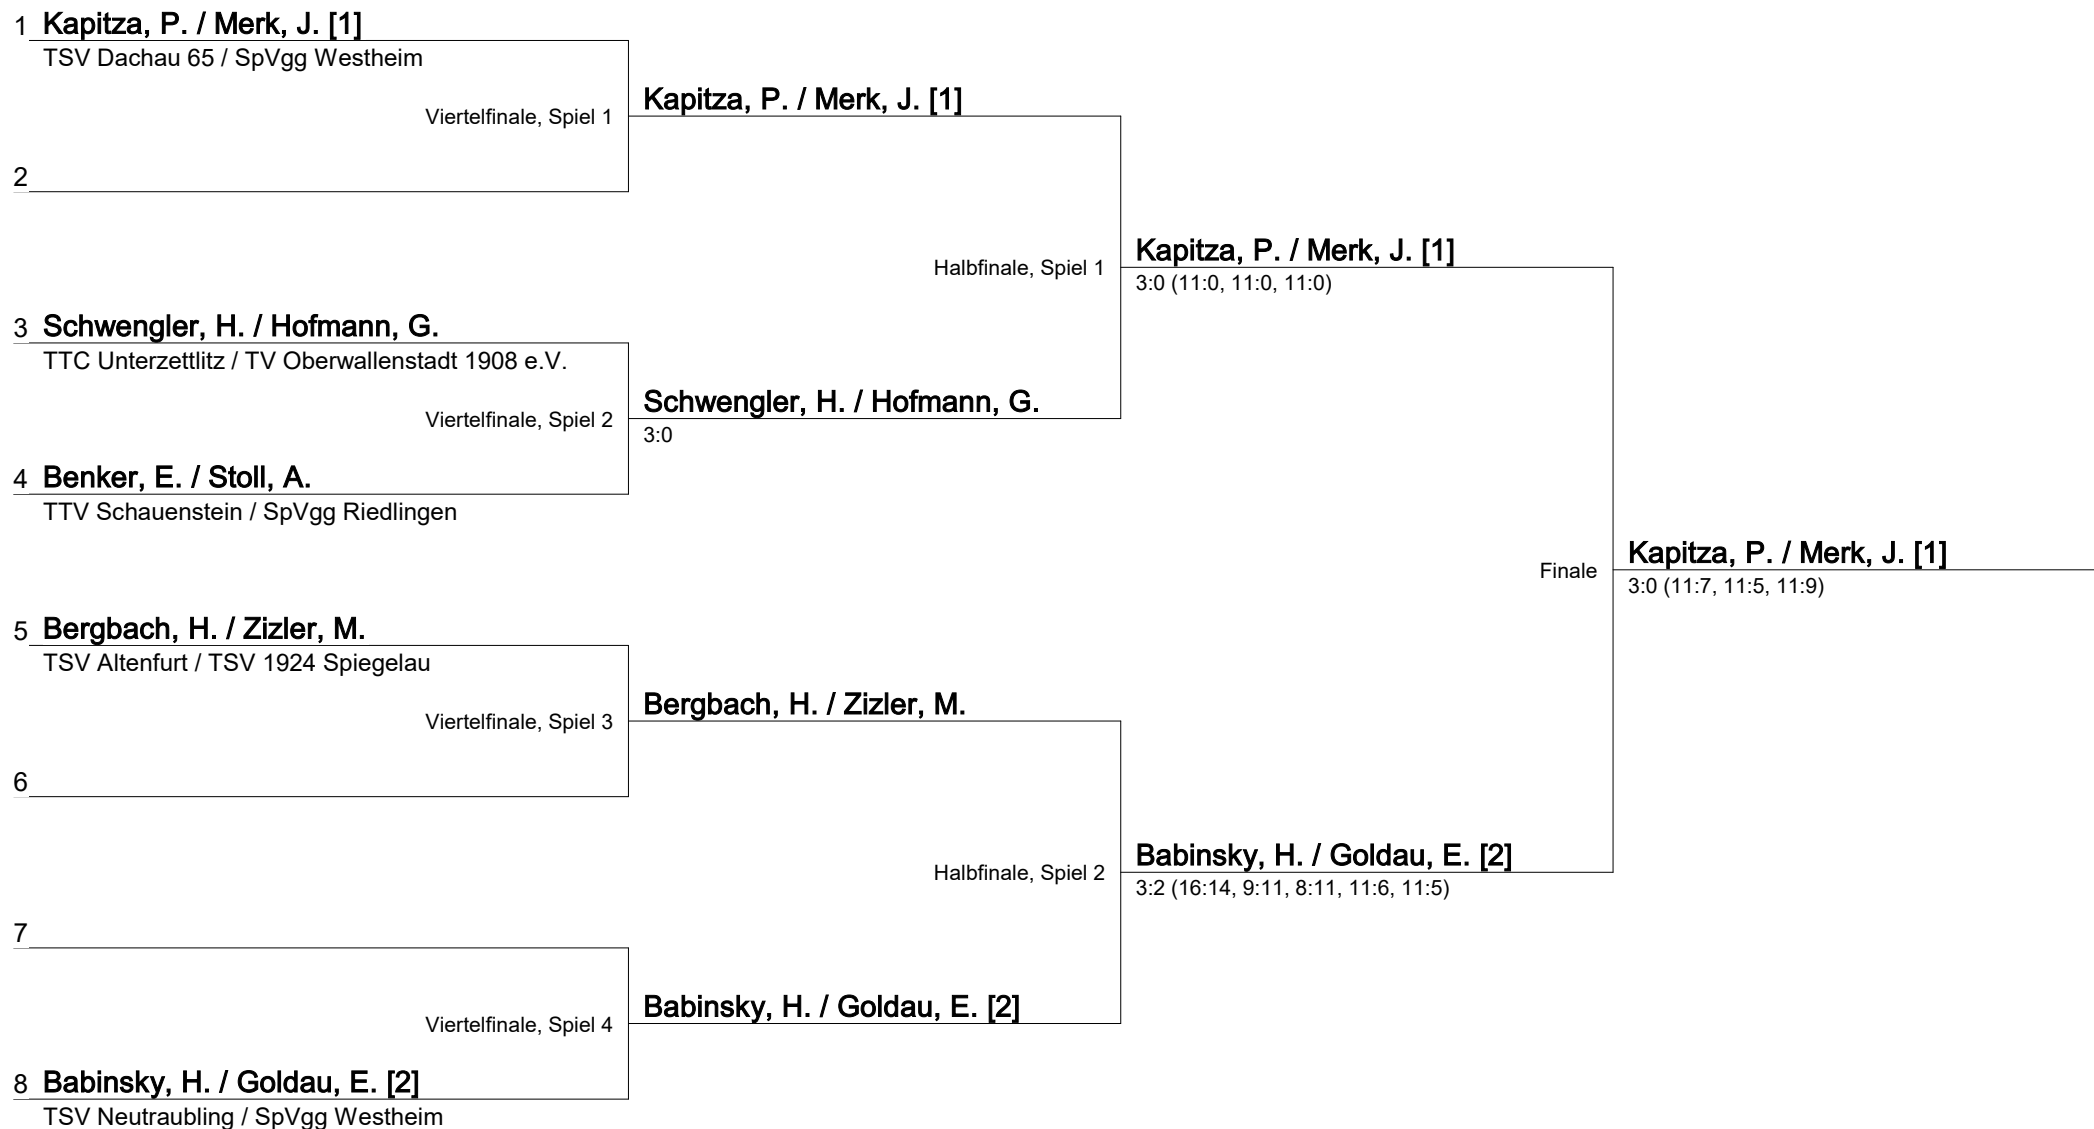 1 Kapitza, P. / Merk, J. [1]
TSV Dachau 65 / SpVgg Westheim
Viertelfinale, Spiel 1
Kapitza, P. / Merk, J. [1]
2
Halbfinale, Spiel 1
Kapitza, P. / Merk, J. [1]
3:0 (11:0, 11:0, 11:0)
3 Schwengler, H. / Hofmann, G.
TTC Unterzettlitz / TV Oberwallenstadt 1908 e.V.
Viertelfinale, Spiel 2
Schwengler, H. / Hofmann, G.
3:0
4 Benker, E. / Stoll, A.
TTV Schauenstein / SpVgg Riedlingen
Finale
Kapitza, P. / Merk, J. [1]
3:0 (11:7, 11:5, 11:9)
5 Bergbach, H. / Zizler, M.
TSV Altenfurt / TSV 1924 Spiegelau
Viertelfinale, Spiel 3
Bergbach, H. / Zizler, M.
6
Halbfinale, Spiel 2
Babinsky, H. / Goldau, E. [2]
3:2 (16:14, 9:11, 8:11, 11:6, 11:5)
7
Viertelfinale, Spiel 4
Babinsky, H. / Goldau, E. [2]
8 Babinsky, H. / Goldau, E. [2]
TSV Neutraubling / SpVgg Westheim